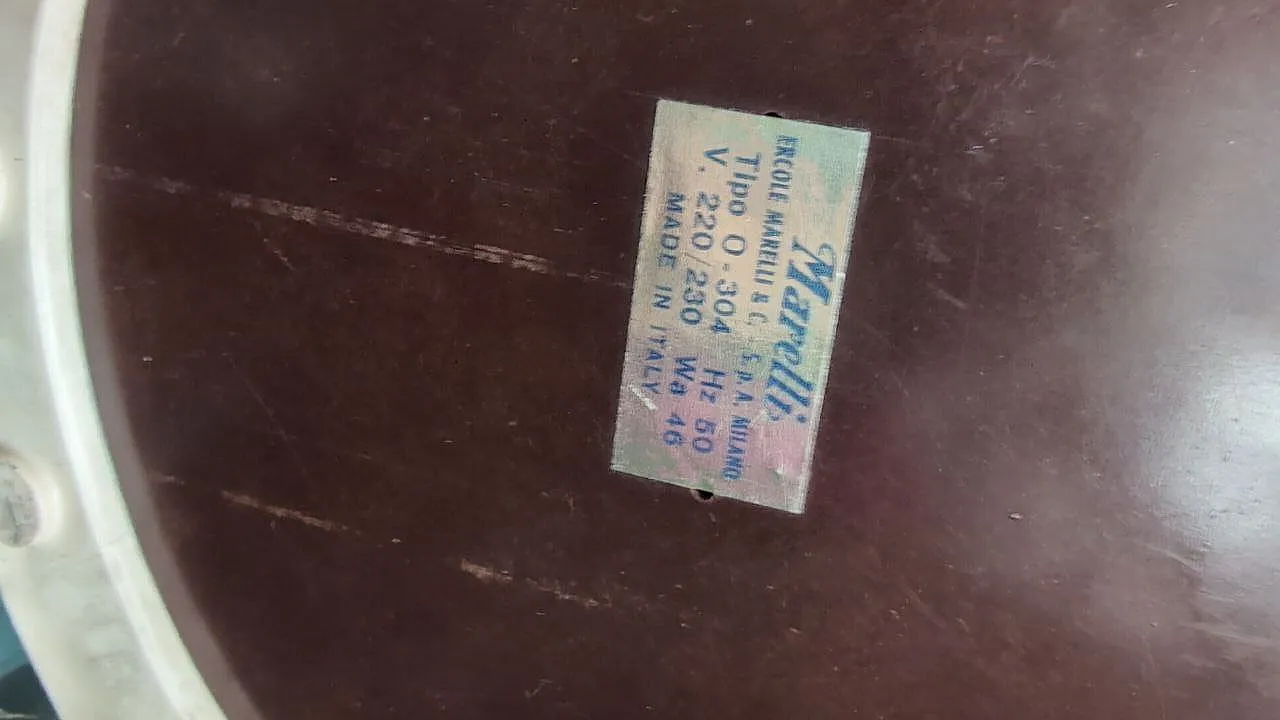 Marelli
ERCOLE MARELLI & C. S.p.A. MILANO
Tipo O-304 Hz 50
V. 220/230 Wa 46
MADE IN ITALY